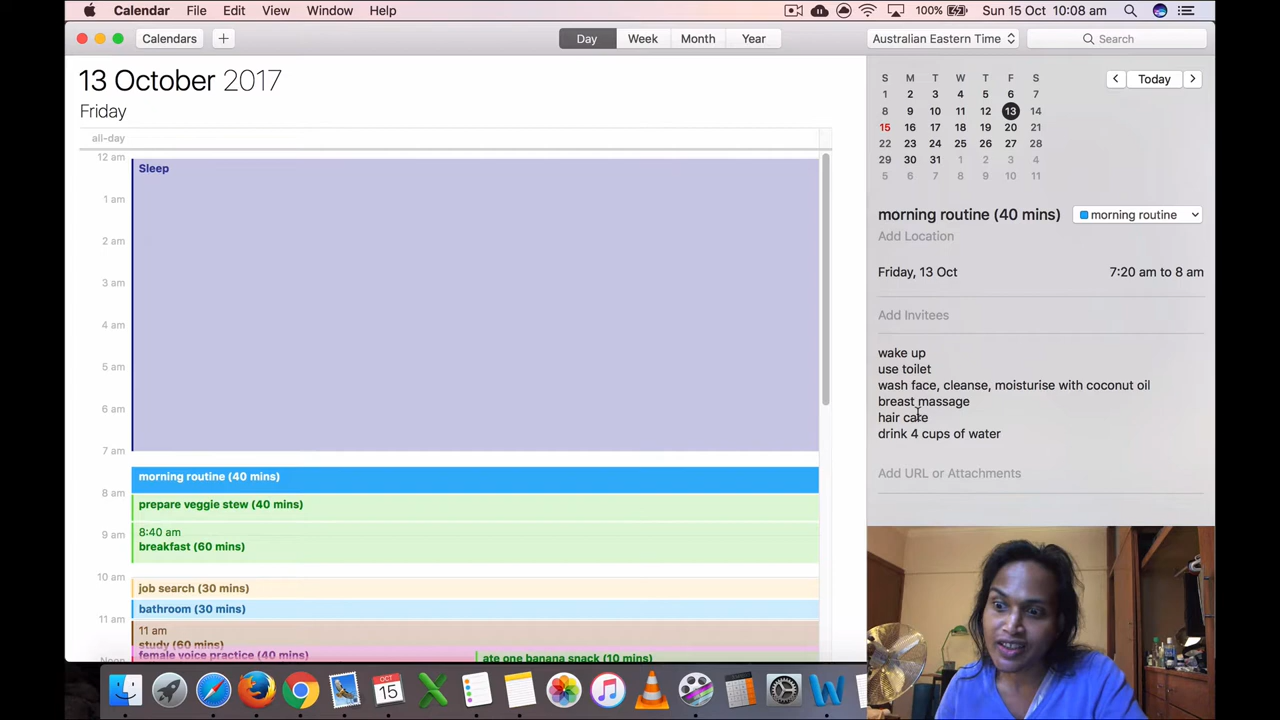 Calendar File Edit View Window Help 100% Sun 15 Oct 10:08 am
Calendars + Day Week Month Year Australian Eastern Time Search
13 October 2017
Friday
all-day
12 am
Sleep
1 am
2 am
3 am
4 am
5 am
6 am
7 am
morning routine (40 mins)
8 am
prepare veggie stew (40 mins)
8:40 am
9 am
breakfast (60 mins)
10 am
job search (30 mins)
bathroom (30 mins)
11 am
11 am
study (60 mins)
female voice practice (40 mins)
Noon
ate one banana snack (10 mins)
S M T W T F S
1 2 3 4 5 6 7
8 9 10 11 12 13 14
15 16 17 18 19 20 21
22 23 24 25 26 27 28
29 30 31 1 2 3 4
5 6 7 8 9 10 11
Today
morning routine (40 mins) morning routine
Add Location
Friday, 13 Oct 7:20 am to 8 am
Add Invitees
wake up
use toilet
wash face, cleanse, moisturise with coconut oil
breast massage
hair care
drink 4 cups of water
Add URL or Attachments
OCT
15